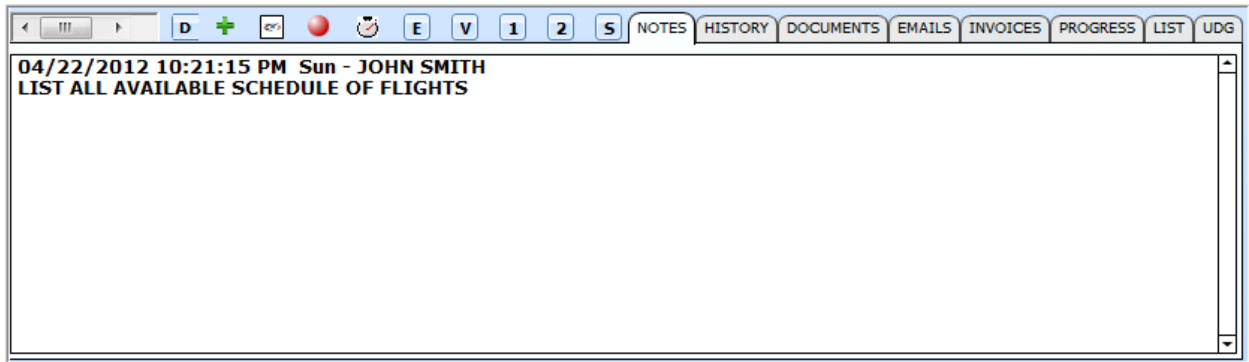 D E V 1 2 S NOTES HISTORY DOCUMENTS EMAILS INVOICES PROGRESS LIST UDG
04/22/2012 10:21:15 PM  Sun - JOHN SMITH
LIST ALL AVAILABLE SCHEDULE OF FLIGHTS